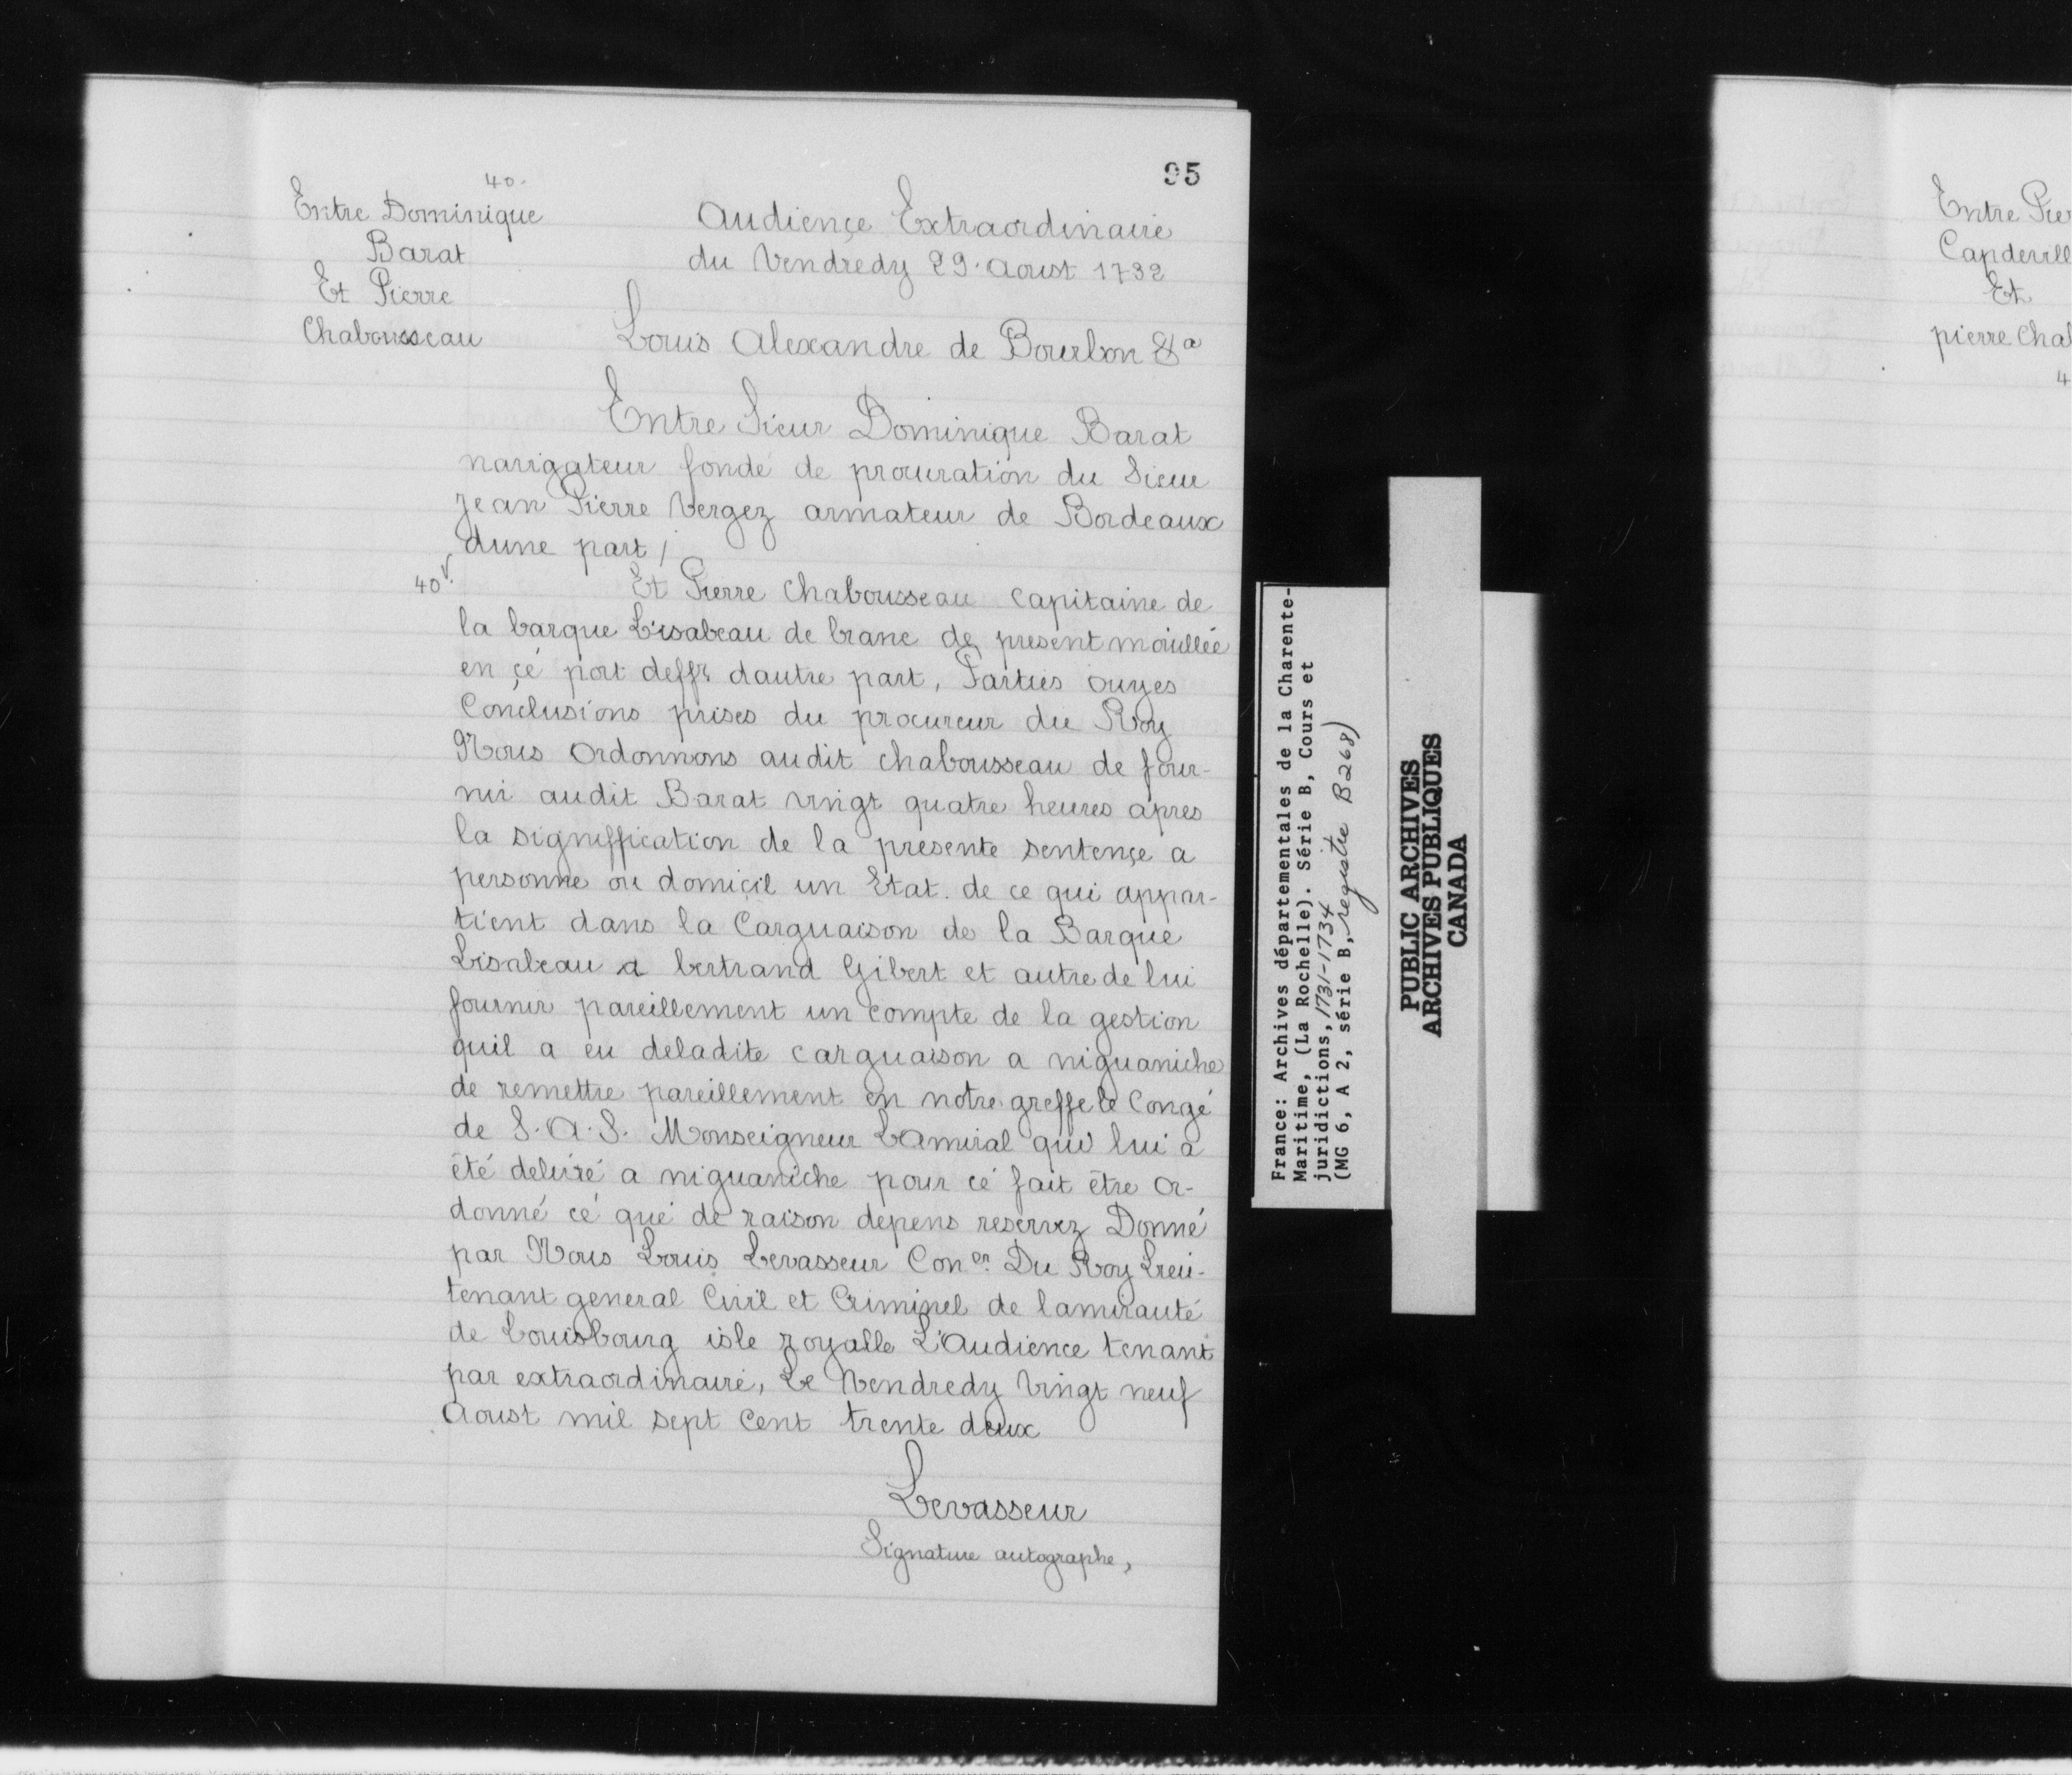 95
40.
Entre Dominique
Barat
Et Pierre
Chabousseau
Audiençe Extraordinaire
du Vendredy 29. Aoust 1732
Louis Alexandre de Bourbon &a
Entre Sieur Dominique Barat
navigateur fondé de procuration du Sieur
Jean Pierre Vergez armateur de Bordeaux
dune part /
40v.
Et Pierre Chabousseau Capitaine de
la barque L'isabeau de brane de present moüillée
en çé port deffr dautre part, Parties ouyes
Conclusions prises du procureur du Roy
Nous Ordonnons audit chabousseau de four-
nir audit Barat vingt quatre heures apres
la signiffication de la presente sentençe a
personne ou domiçil un Etat. de ce qui appar-
tient dans la Carguaison de la Barque
Lisabeau a bertrand Gibert et autre de lui
fournir pareillement un compte de la gestion
quil a eu deladite carguaison a niguaniche
de remettre pareillement en notre greffe le Congé
de S.A.S. Monseigneur L'amiral qui lui a
été delivré a niguaniche pour cé fait être or-
donné cé que de raison depens reservez Donné
par Nous Louis Levasseur Coner. Du Roy Lieu-
tenant general Civil et Criminel de lamirauté
de Louisbourg isle royalle L'Audience tenant
par extraordinaire, Le Vendredy Vingt neuf
Aoust mil sept Cent trente deux
Levasseur
Signature autographe,
France: Archives départementales de la Charente-
Maritime, (La Rochelle). Série B, Cours et
juridictions, 1731-1734
(MG 6, A 2, série B, registre B268)
PUBLIC ARCHIVES
ARCHIVES PUBLIQUES
CANADA
Entre Pier
Capdevill
Et
pierre Chab
4